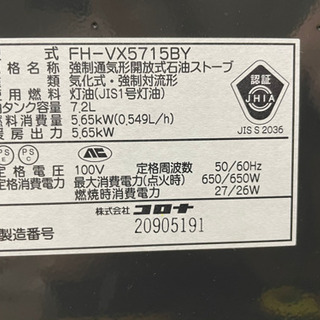 式 FH-VX5715BY
格名称 強制通気形開放式石油ストーブ
類 気化式・強制対流形
用燃料 灯油(JIS1号灯油)
タンク容量 7.2L
料消費量 5.65kW(0.549L/h)
房出力 5.65kW
認証
JHIA
JIS S 2036
PS E PS C
定格電圧 100V 定格周波数 50/60Hz
最大消費電力(点火時) 650/650W
燃焼時消費電力 27/26W
株式会社 コロナ
製造番号 20905191